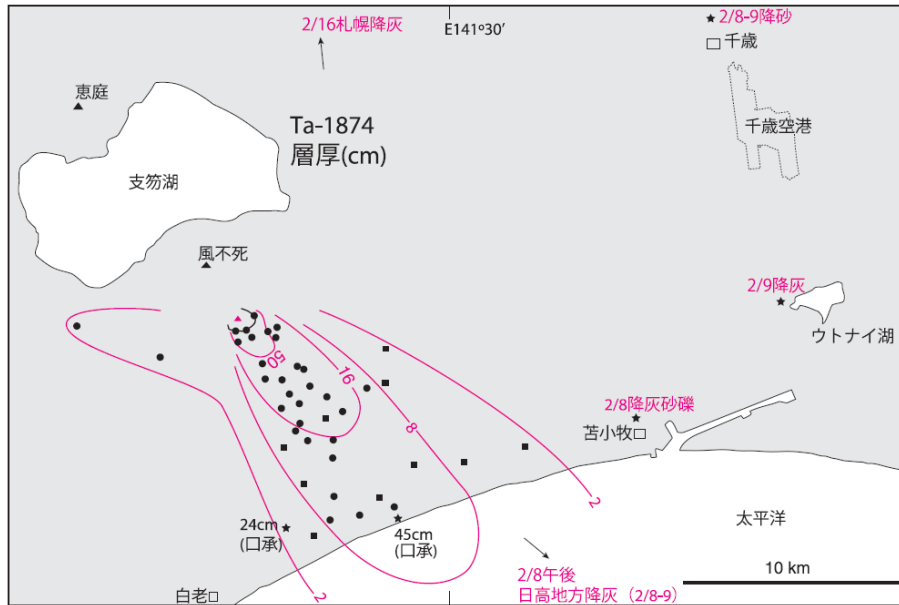 2/16札幌降灰
E141º30′
2/8-9降砂
千歳
恵庭
Ta-1874
層厚(cm)
千歳空港
支笏湖
風不死
2/9降灰
ウトナイ湖
50
16
8
2
2/8降灰砂礫
苫小牧
24cm
(口承)
45cm
(口承)
太平洋
2/8午後
日高地方降灰（2/8-9）
10 km
白老
2